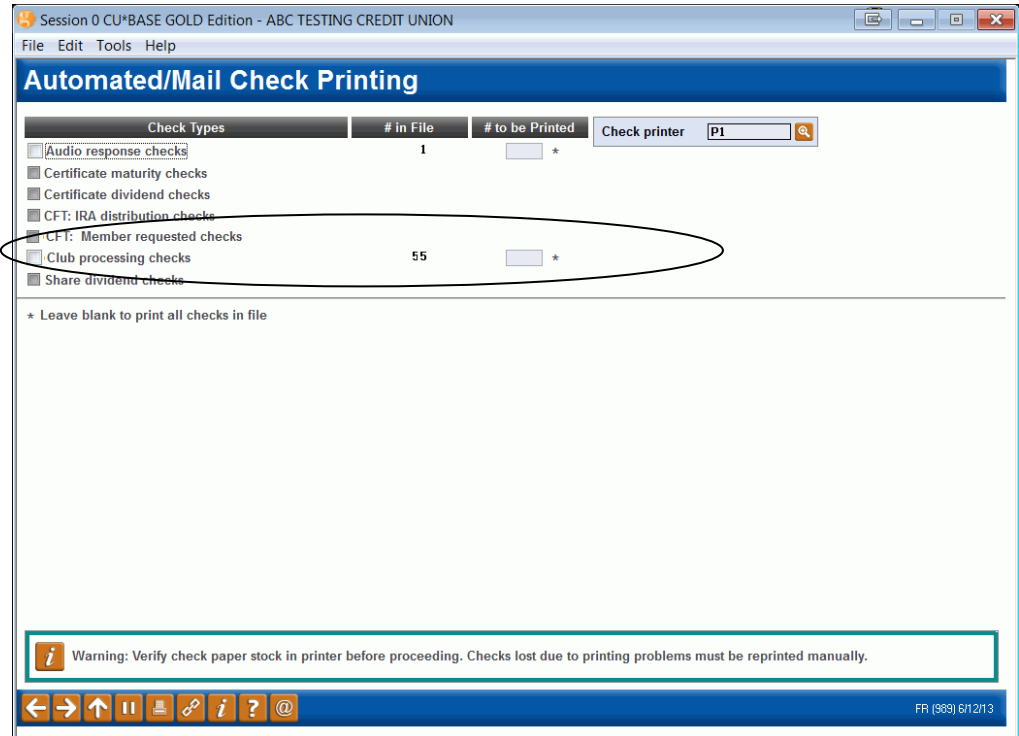 Session 0 CU*BASE GOLD Edition - ABC TESTING CREDIT UNION
File Edit Tools Help
Automated/Mail Check Printing
Check Types # in File # to be Printed Check printer P1
Audio response checks 1 *
Certificate maturity checks
Certificate dividend checks
CFT: IRA distribution checks
CFT: Member requested checks
Club processing checks 55 *
Share dividend checks
* Leave blank to print all checks in file
i Warning: Verify check paper stock in printer before proceeding. Checks lost due to printing problems must be reprinted manually.
i ? @ FR (989) 6/12/13